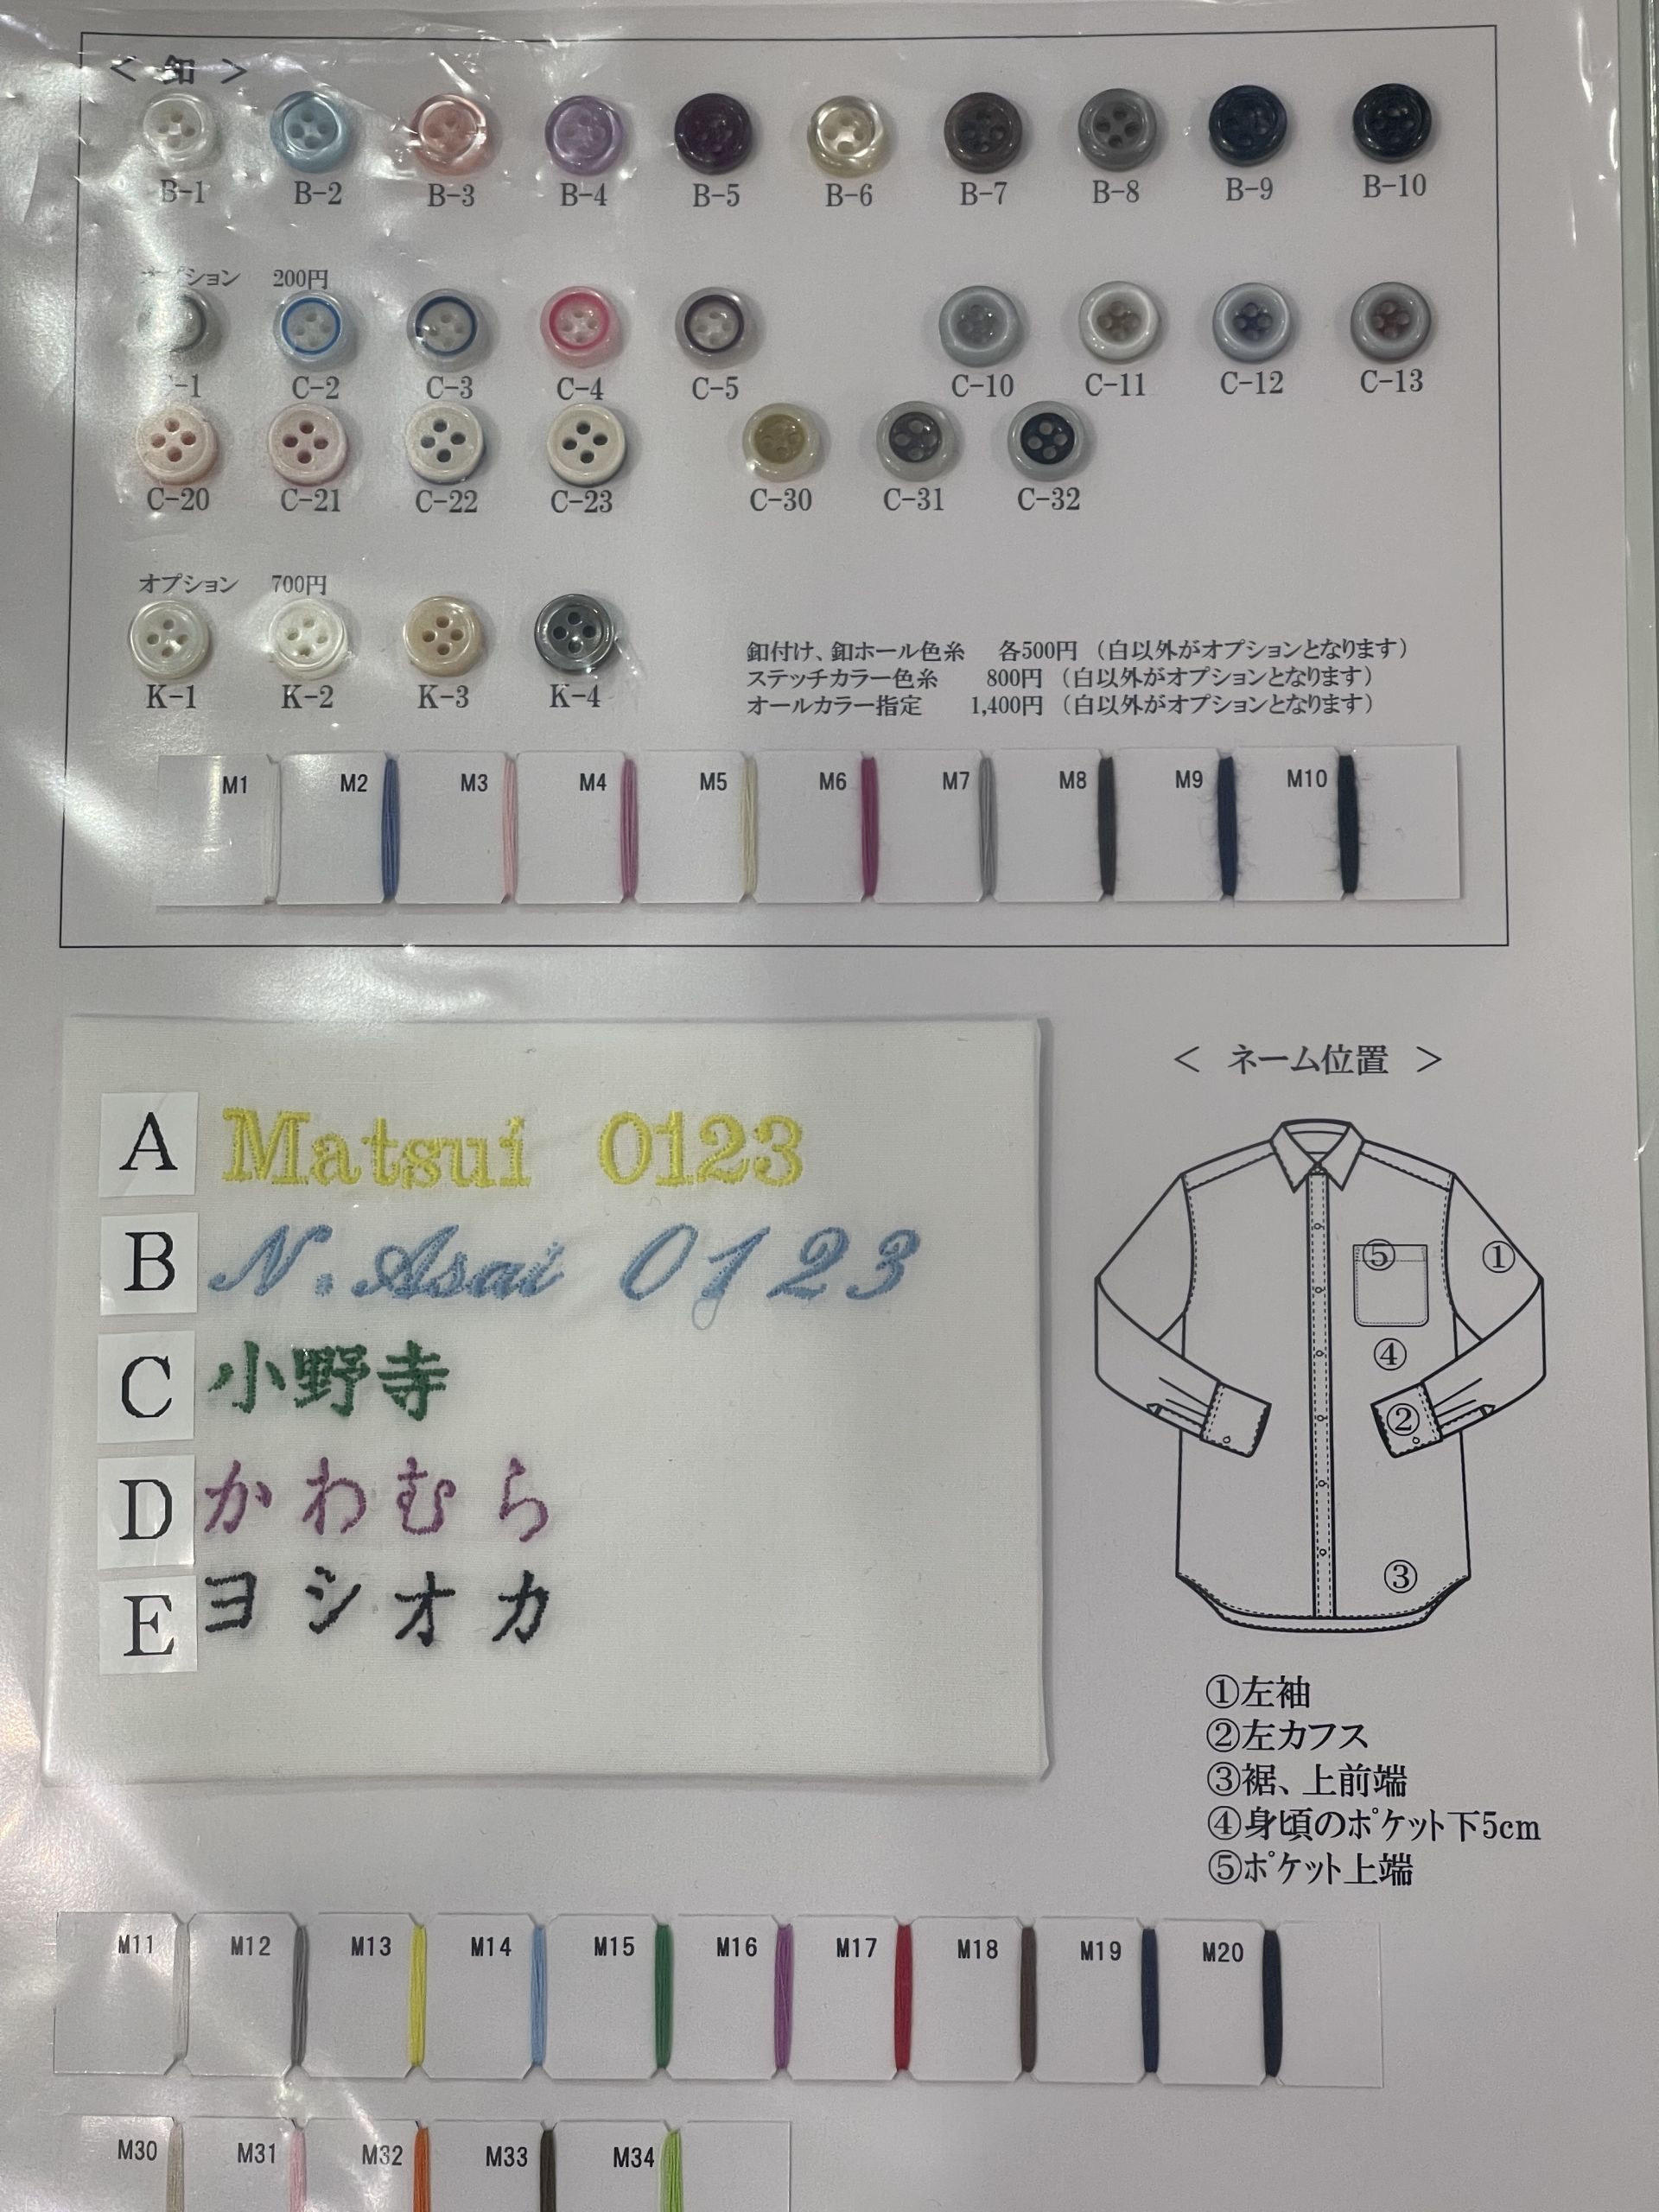 ＜ 釦 ＞
B-1 B-2 B-3 B-4 B-5 B-6 B-7 B-8 B-9 B-10
オプション 200円
-1 C-2 C-3 C-4 C-5 C-10 C-11 C-12 C-13
C-20 C-21 C-22 C-23 C-30 C-31 C-32
オプション 700円
K-1 K-2 K-3 K-4
釦付け、釦ホール色糸 各500円 （白以外がオプションとなります）
ステッチカラー色糸 800円 （白以外がオプションとなります）
オールカラー指定 1,400円 （白以外がオプションとなります）
M1 M2 M3 M4 M5 M6 M7 M8 M9 M10
A Matsui 0123
B N.Asai 0123
C 小野寺
D かわむら
E ヨシオカ
＜ ネーム位置 ＞
⑤ ①
④
②
③
①左袖
②左カフス
③裾、上前端
④身頃のポケット下5cm
⑤ポケット上端
M11 M12 M13 M14 M15 M16 M17 M18 M19 M20
M30 M31 M32 M33 M34